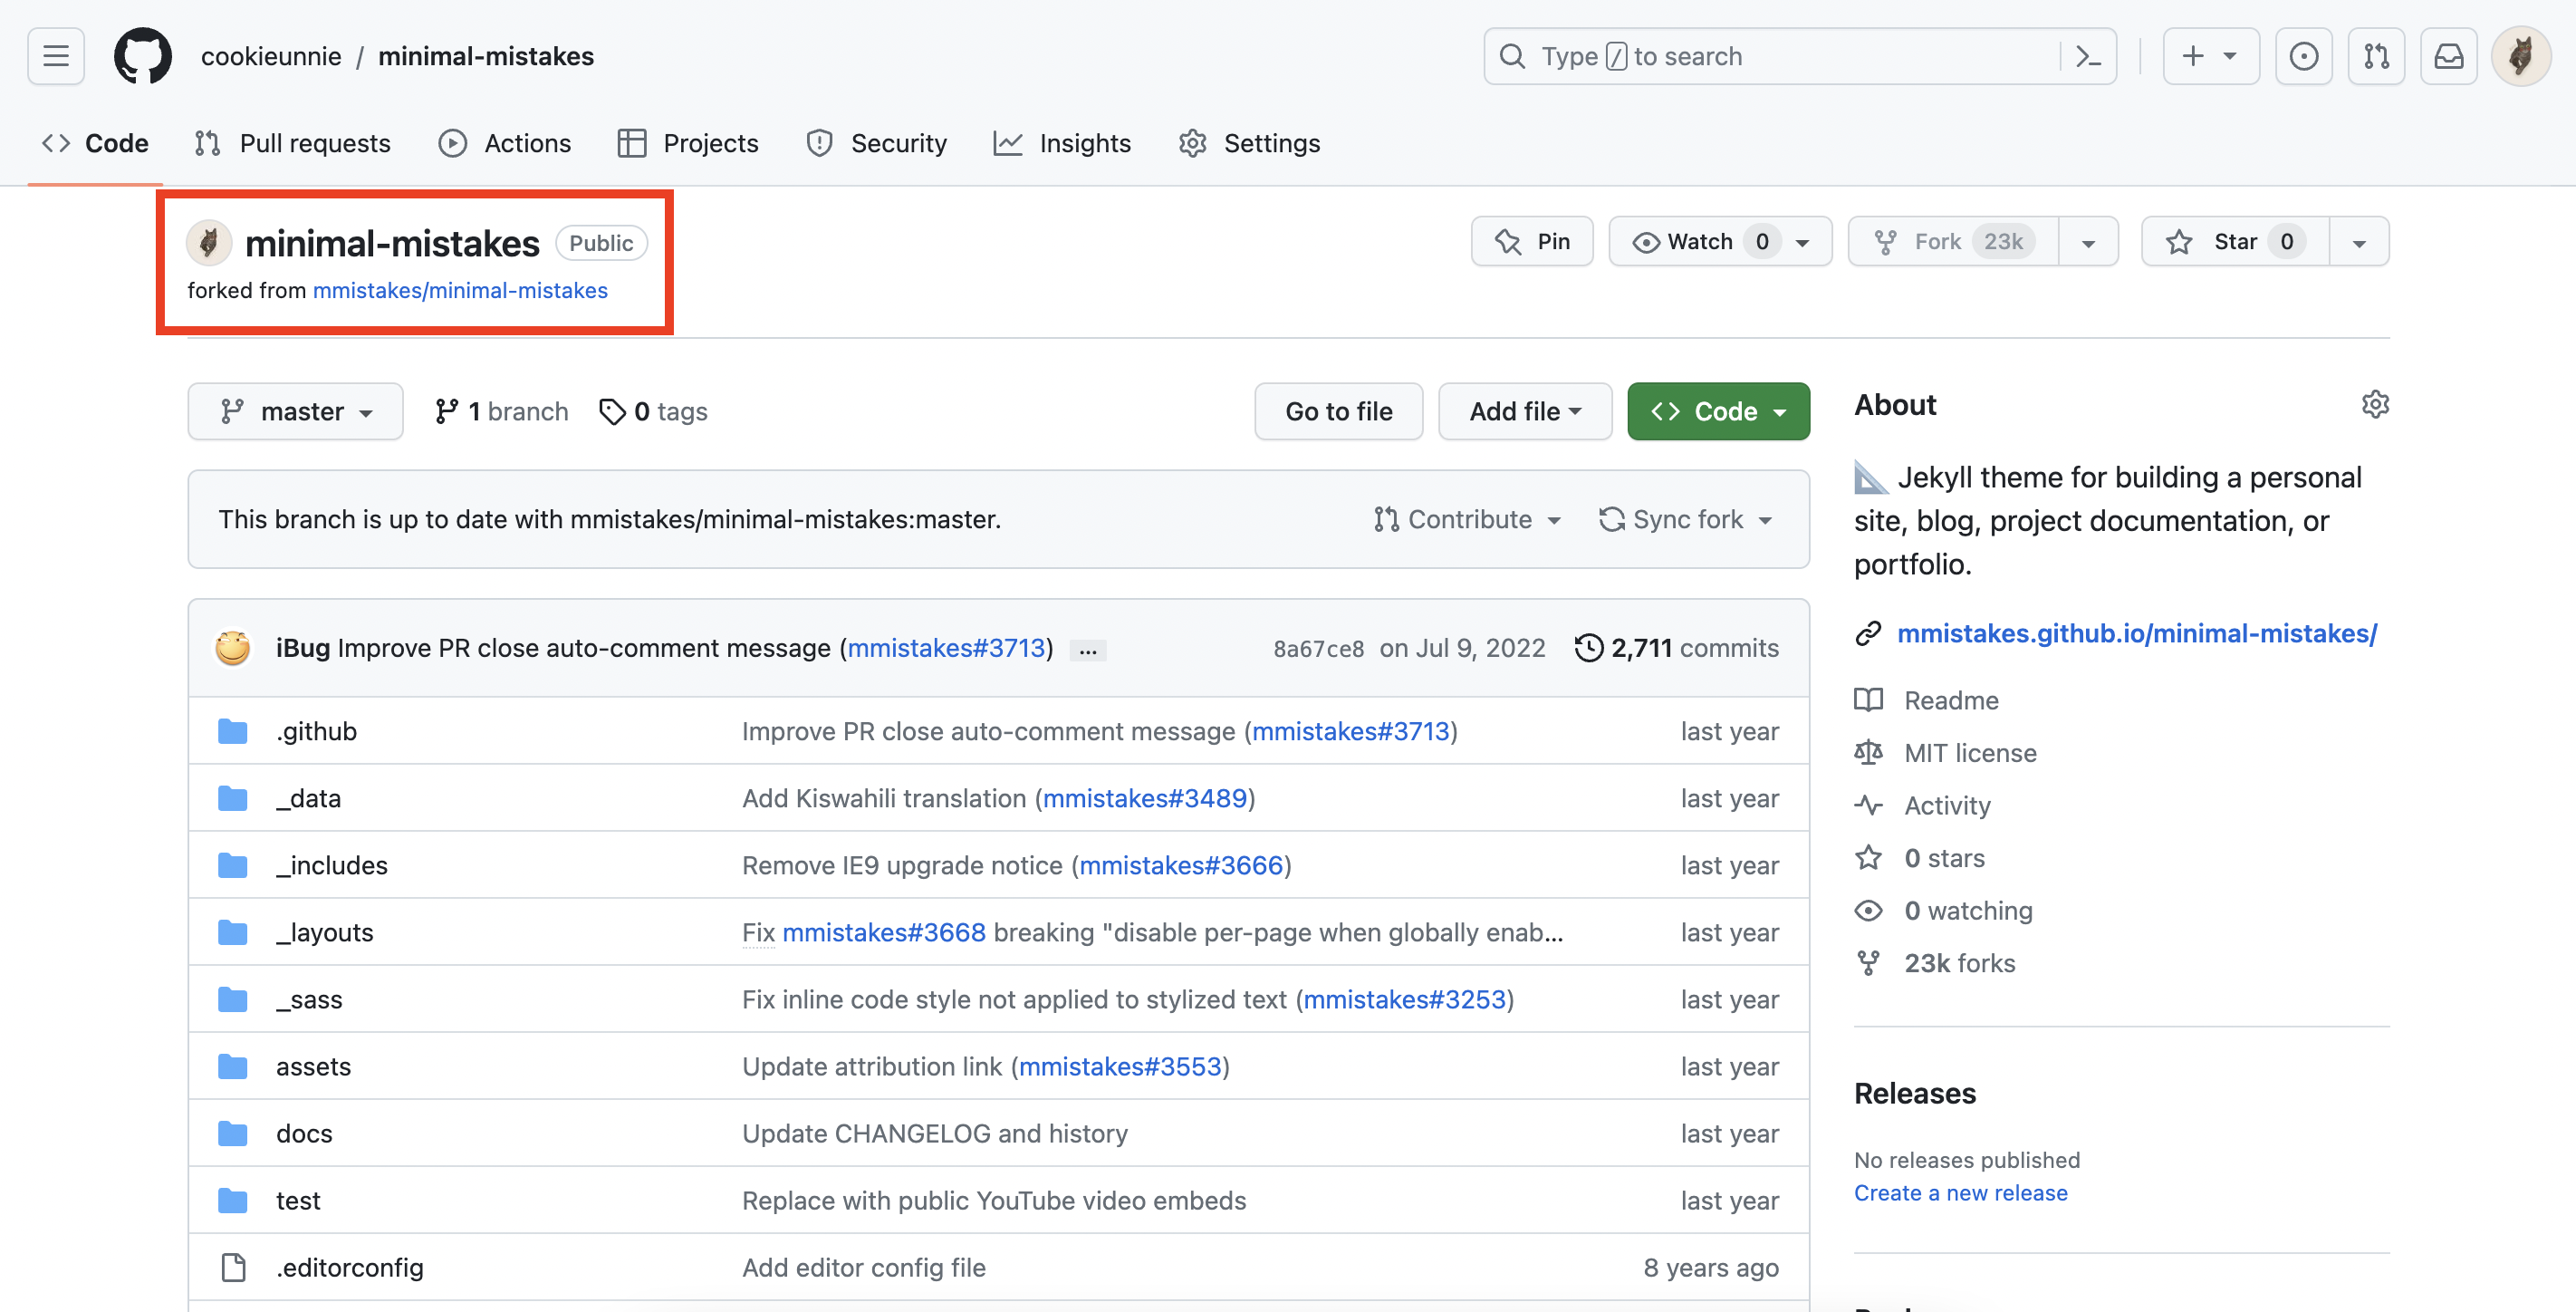 cookieunnie / minimal-mistakes
Type / to search
Code Pull requests Actions Projects Security Insights Settings
minimal-mistakes Public
forked from mmistakes/minimal-mistakes
Pin
Watch 0
Fork 23k
Star 0
master
1 branch
0 tags
Go to file
Add file
Code
This branch is up to date with mmistakes/minimal-mistakes:master.
Contribute
Sync fork
iBug Improve PR close auto-comment message (mmistakes#3713) ...
8a67ce8 on Jul 9, 2022
2,711 commits
.github Improve PR close auto-comment message (mmistakes#3713) last year
_data Add Kiswahili translation (mmistakes#3489) last year
_includes Remove IE9 upgrade notice (mmistakes#3666) last year
_layouts Fix mmistakes#3668 breaking "disable per-page when globally enab... last year
_sass Fix inline code style not applied to stylized text (mmistakes#3253) last year
assets Update attribution link (mmistakes#3553) last year
docs Update CHANGELOG and history last year
test Replace with public YouTube video embeds last year
.editorconfig Add editor config file 8 years ago
About
Jekyll theme for building a personal
site, blog, project documentation, or
portfolio.
mmistakes.github.io/minimal-mistakes/
Readme
MIT license
Activity
0 stars
0 watching
23k forks
Releases
No releases published
Create a new release